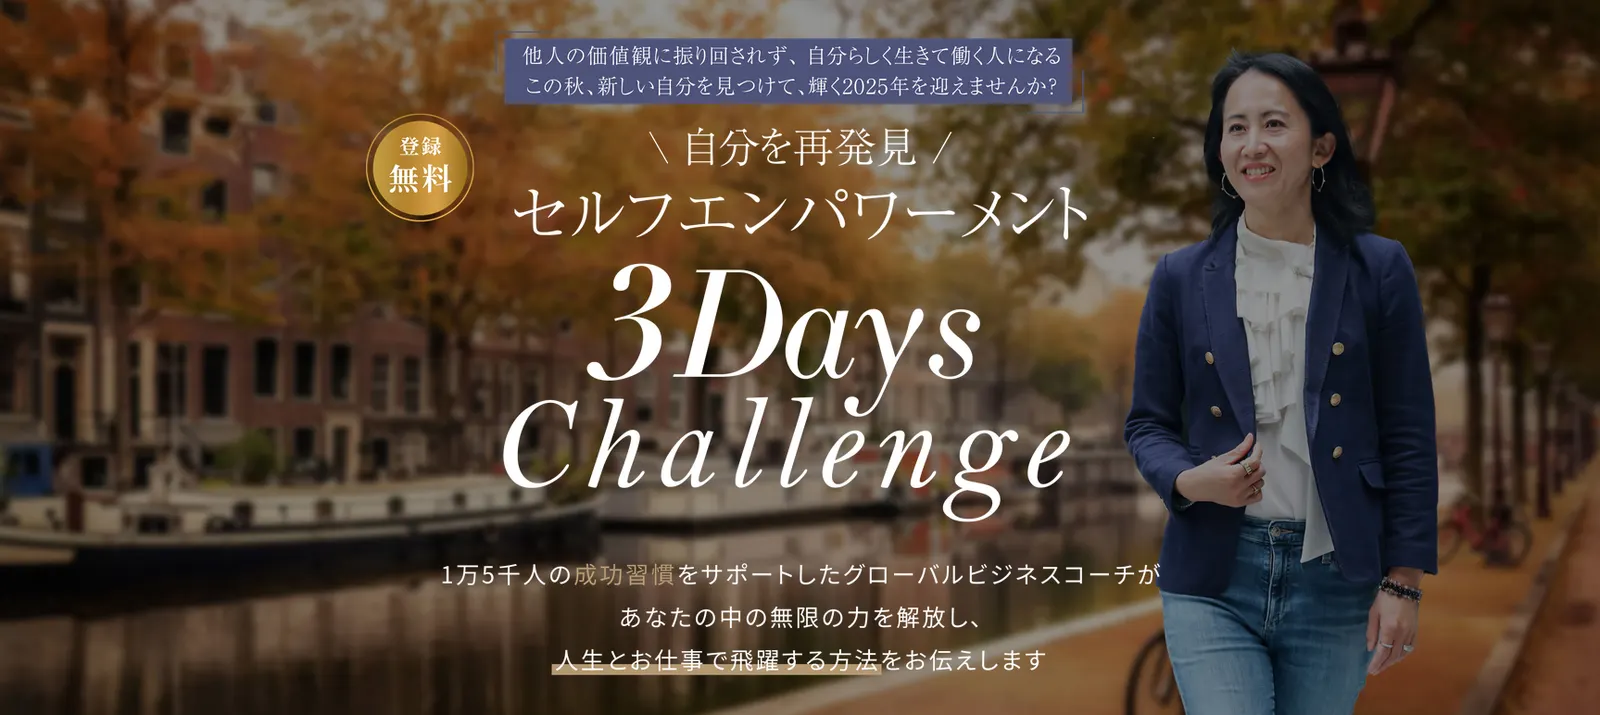 他人の価値観に振り回されず、自分らしく生きて働く人になる
この秋、新しい自分を見つけて、輝く2025年を迎えませんか?
登録
無料
\ 自分を再発見 /
セルフエンパワーメント
3Days
Challenge
1万5千人の成功習慣をサポートしたグローバルビジネスコーチが
あなたの中の無限の力を解放し、
人生とお仕事で飛躍する方法をお伝えします